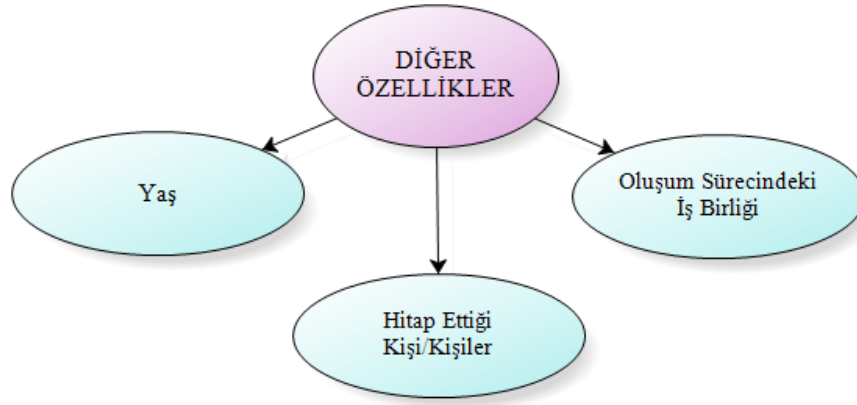 DİĞER
ÖZELLİKLER
Yaş
Oluşum Sürecindeki
İş Birliği
Hitap Ettiği
Kişi/Kişiler